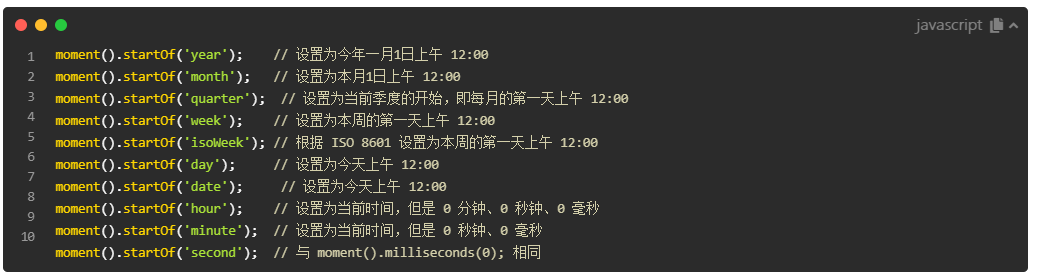 javascript
1 moment().startOf('year');    // 设置为今年一月1日上午 12:00
2 moment().startOf('month');   // 设置为本月1日上午 12:00
3 moment().startOf('quarter');  // 设置为当前季度的开始，即每月的第一天上午 12:00
4 moment().startOf('week');    // 设置为本周的第一天上午 12:00
5 moment().startOf('isoWeek'); // 根据 ISO 8601 设置为本周的第一天上午 12:00
6 moment().startOf('day');     // 设置为今天上午 12:00
7 moment().startOf('date');     // 设置为今天上午 12:00
8 moment().startOf('hour');    // 设置为当前时间，但是 0 分钟、0 秒钟、0 毫秒
9 moment().startOf('minute');  // 设置为当前时间，但是 0 秒钟、0 毫秒
10 moment().startOf('second');  // 与 moment().milliseconds(0); 相同